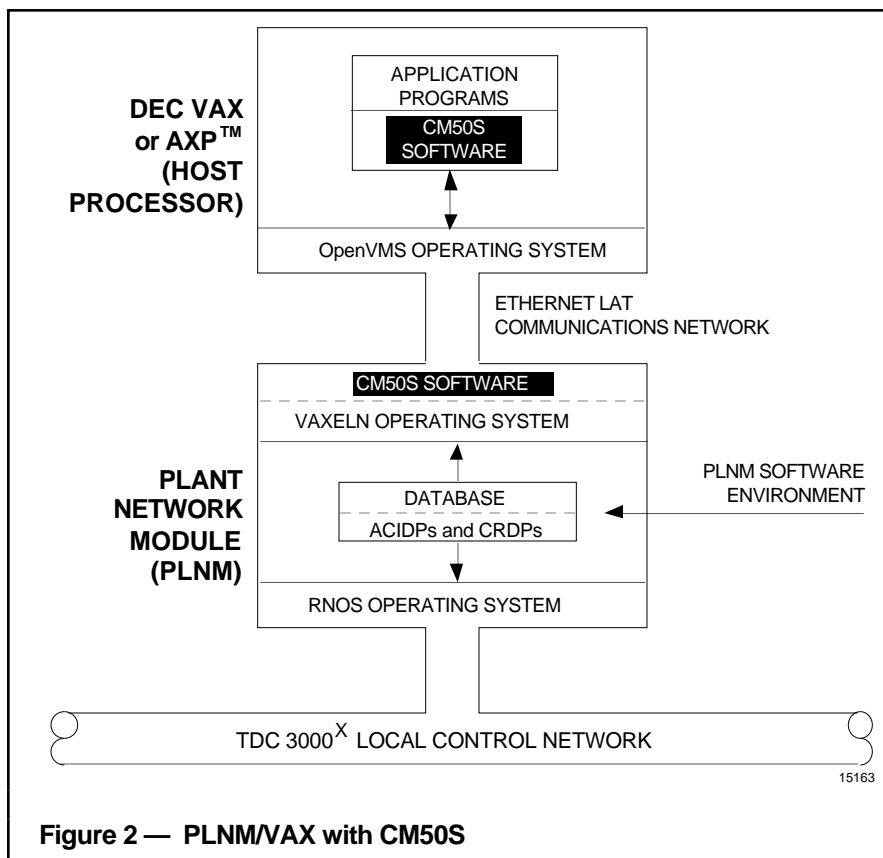 APPLICATION
PROGRAMS
CM50S
SOFTWARE
DEC VAX
or AXP™
(HOST
PROCESSOR)
OpenVMS OPERATING SYSTEM
ETHERNET LAT
COMMUNICATIONS NETWORK
CM50S SOFTWARE
VAXELN OPERATING SYSTEM
PLANT
NETWORK
MODULE
(PLNM)
DATABASE
ACIDPs and CRDPs
PLNM SOFTWARE
ENVIRONMENT
RNOS OPERATING SYSTEM
TDC 3000X LOCAL CONTROL NETWORK
15163
Figure 2 — PLNM/VAX with CM50S